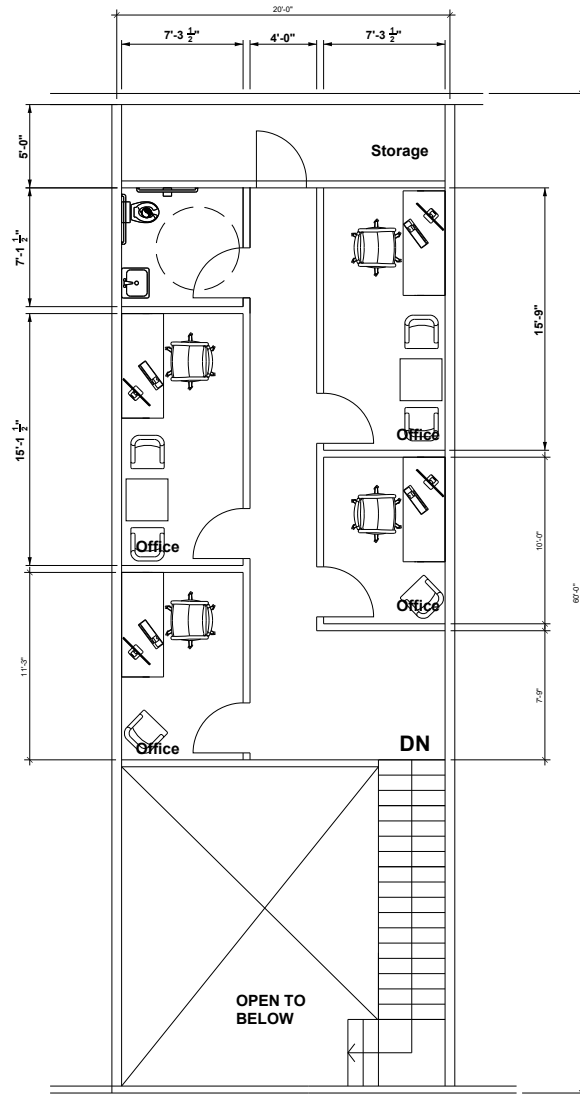 20'-0"
7'-3 1/2"
4'-0"
7'-3 1/2"
5'-0"
Storage
7'-1 1/2"
15'-9"
Office
15'-1 1/2"
10'-0"
60'-0"
Office
Office
11'-3"
7'-9"
Office
DN
OPEN TO
BELOW